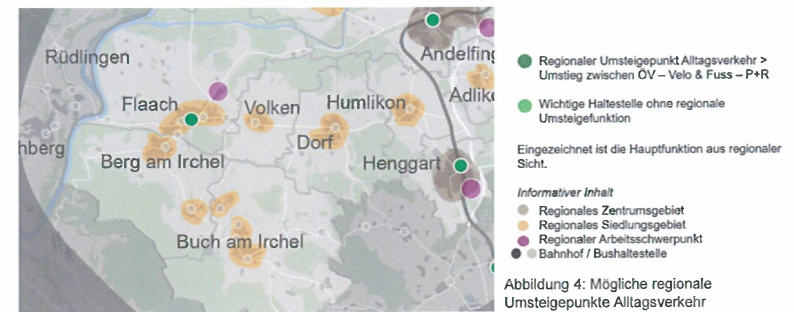 Rüdlingen
Andelfing
Flaach
Volken
Humlikon
Adlike
hberg
Berg am Irchel
Dorf
Henggart
Buch am Irchel
Regionaler Umsteigepunkt Alltagsverkehr >
Umstieg zwischen ÖV – Velo & Fuss – P+R
Wichtige Haltestelle ohne regionale
Umsteigefunktion
Eingezeichnet ist die Hauptfunktion aus regionaler
Sicht.
Informativer Inhalt
Regionales Zentrumsgebiet
Regionales Siedlungsgebiet
Regionaler Arbeitsschwerpunkt
Bahnhof / Bushaltestelle
Abbildung 4: Mögliche regionale
Umsteigepunkte Alltagsverkehr